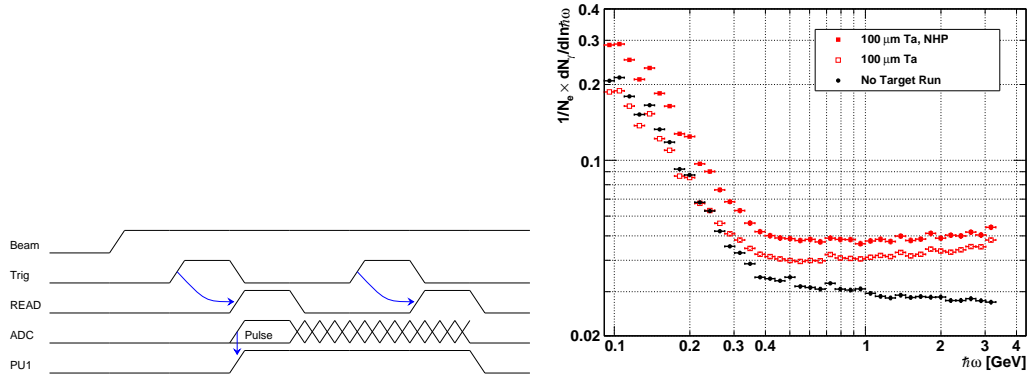 Beam
Trig
READ
ADC
Pulse
PU1
1/Nₑ × dNᵧ/dlnħω
0.4
0.3
0.2
0.1
0.02
100 μm Ta, NHP
100 μm Ta
No Target Run
0.1 0.2 0.3 0.4 1 2 3 4
ħω [GeV]